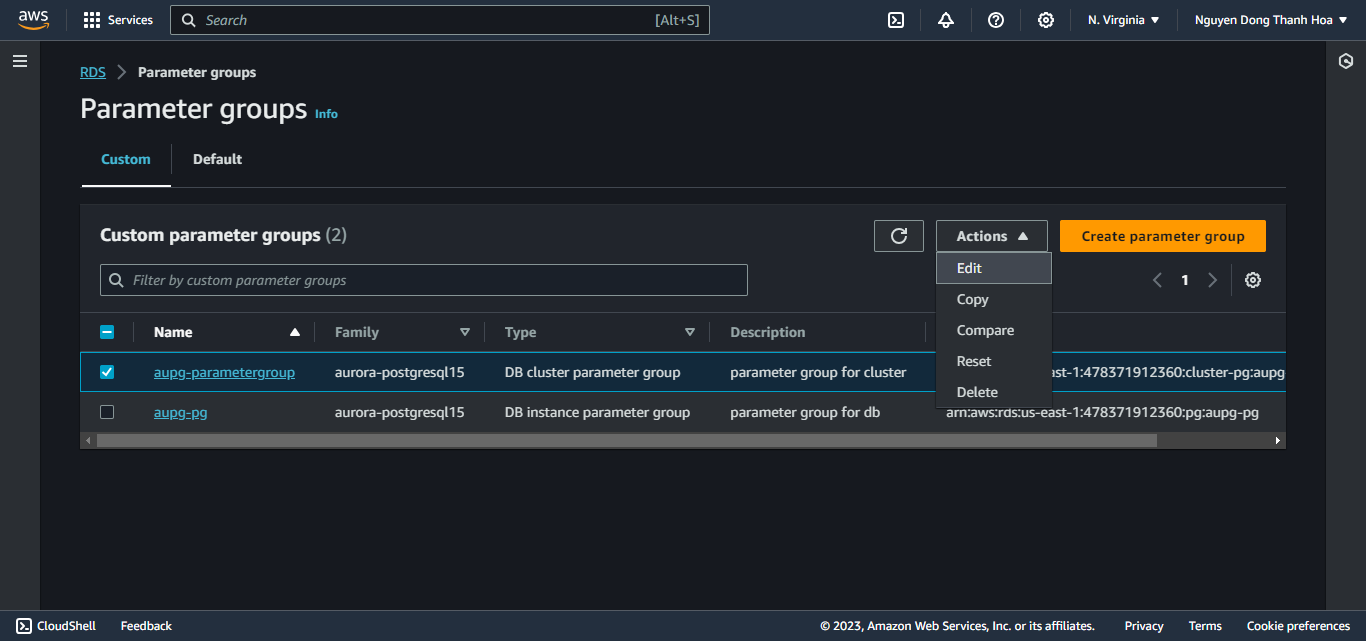 aws Services Search [Alt+S] N. Virginia Nguyen Dong Thanh Hoa
RDS Parameter groups
Parameter groups Info
Custom Default
Custom parameter groups (2) Actions Create parameter group
Edit
Filter by custom parameter groups 1
Copy
Name Family Type Description Compare
Reset
aupg-parametergroup aurora-postgresql15 DB cluster parameter group parameter group for cluster ast-1:478371912360:cluster-pg:aupg
Delete
aupg-pg aurora-postgresql15 DB instance parameter group parameter group for db arn:aws:rds:us-east-1:478371912360:pg:aupg-pg
CloudShell Feedback © 2023, Amazon Web Services, Inc. or its affiliates. Privacy Terms Cookie preferences